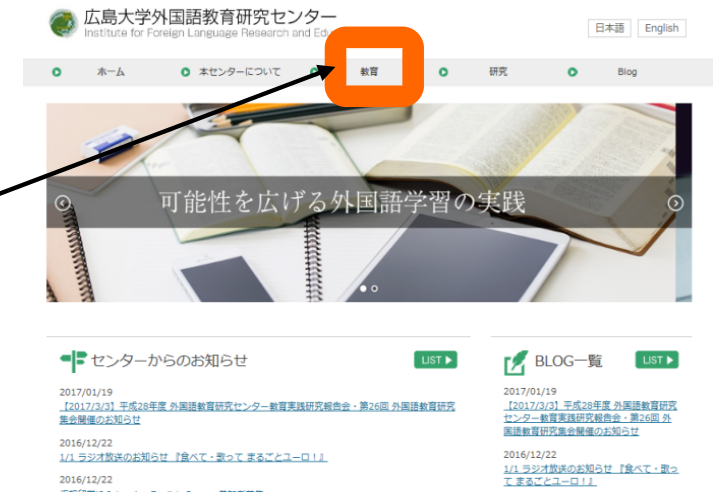 広島大学外国語教育研究センター
Institute for Foreign Language Research and
日本語 English
ホーム 本センターについて 教育 研究 Blog
可能性を広げる外国語学習の実践
センターからのお知らせ LIST
2017/01/19
【2017/3/3】平成28年度 外国語教育研究センター教育実践研究報告会・第26回 外国語教育研究
集会開催のお知らせ
2016/12/22
1/1 ラジオ放送のお知らせ 『食べて・歌って まるごとユーロ！』
2016/12/22
BLOG一覧 LIST
2017/01/19
【2017/3/3】平成28年度 外国語教育研究
センター教育実践研究報告会・第26回 外
国語教育研究集会開催のお知らせ
2016/12/22
1/1 ラジオ放送のお知らせ 『食べて・歌っ
て まるごとユーロ！』